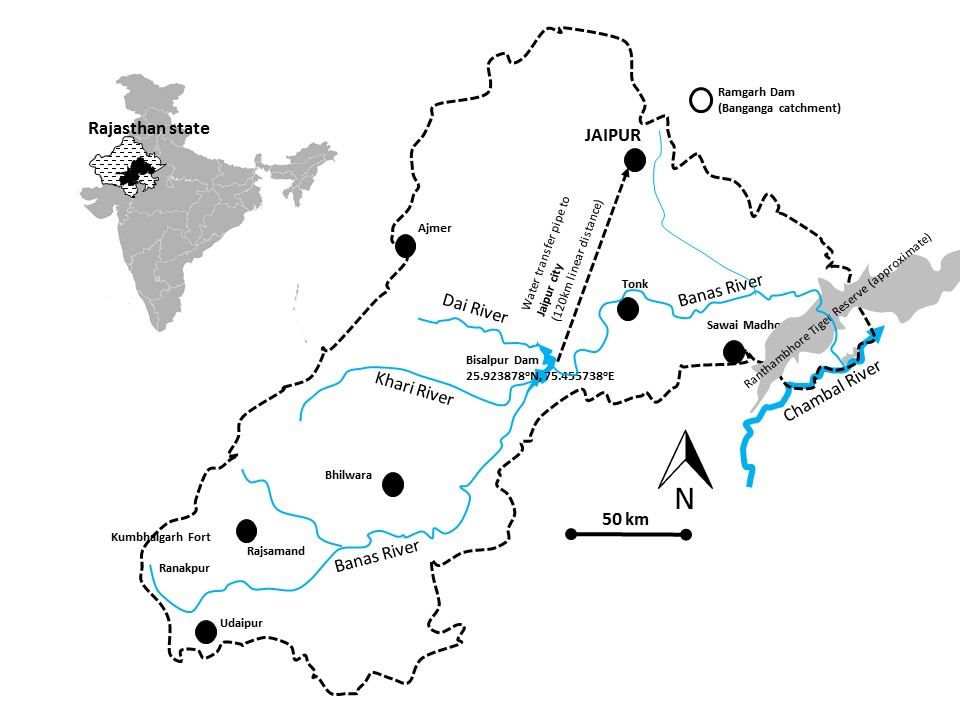 Rajasthan state
Ramgarh Dam
(Banganga catchment)
JAIPUR
Ajmer
Water transfer pipe to
Jaipur city
(120km linear distance)
Tonk
Banas River
Dai River
Sawai Madho
Ranthambhore Tiger Reserve (approximate)
Bisalpur Dam
25.923878°N, 75.455738°E
Khari River
Chambal River
Bhilwara
N
50 km
Kumbhalgarh Fort
Rajsamand
Banas River
Ranakpur
Udaipur